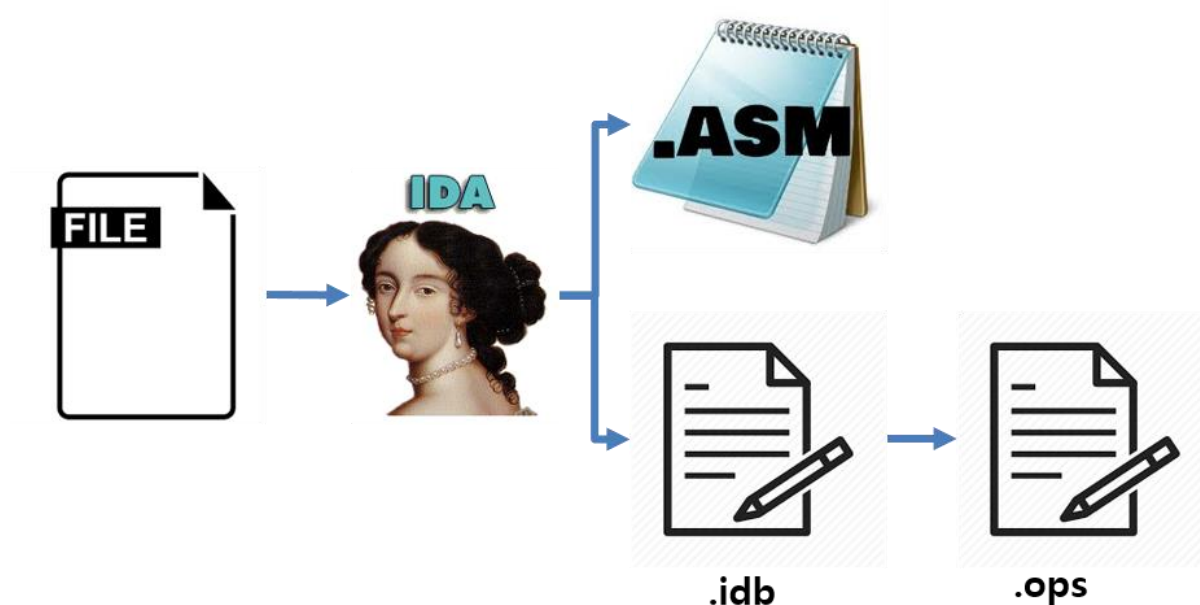 FILE
IDA
.ASM
.idb
.ops